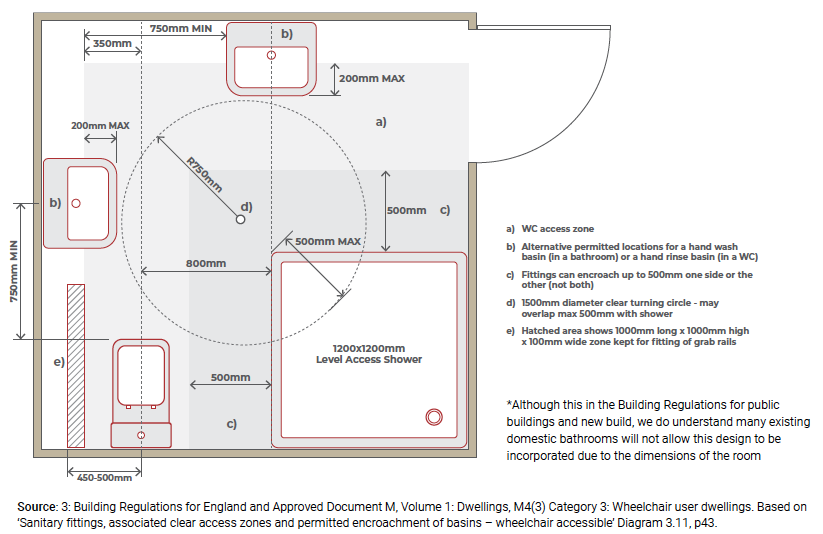 750mm MIN
350mm
b)
200mm MAX
200mm MAX
a)
R750mm
b)
d)
500mm
c)
500mm MAX
800mm
750mm MIN
e)
1200x1200mm
Level Access Shower
500mm
c)
450-500mm
a) WC access zone
b) Alternative permitted locations for a hand wash
basin (in a bathroom) or a hand rinse basin (in a WC)
c) Fittings can encroach up to 500mm one side or the
other (not both)
d) 1500mm diameter clear turning circle - may
overlap max 500mm with shower
e) Hatched area shows 1000mm long x 1000mm high
x 100mm wide zone kept for fitting of grab rails
*Although this in the Building Regulations for public
buildings and new build, we do understand many existing
domestic bathrooms will not allow this design to be
incorporated due to the dimensions of the room
Source: 3: Building Regulations for England and Approved Document M, Volume 1: Dwellings, M4(3) Category 3: Wheelchair user dwellings. Based on
‘Sanitary fittings, associated clear access zones and permitted encroachment of basins – wheelchair accessible’ Diagram 3.11, p43.